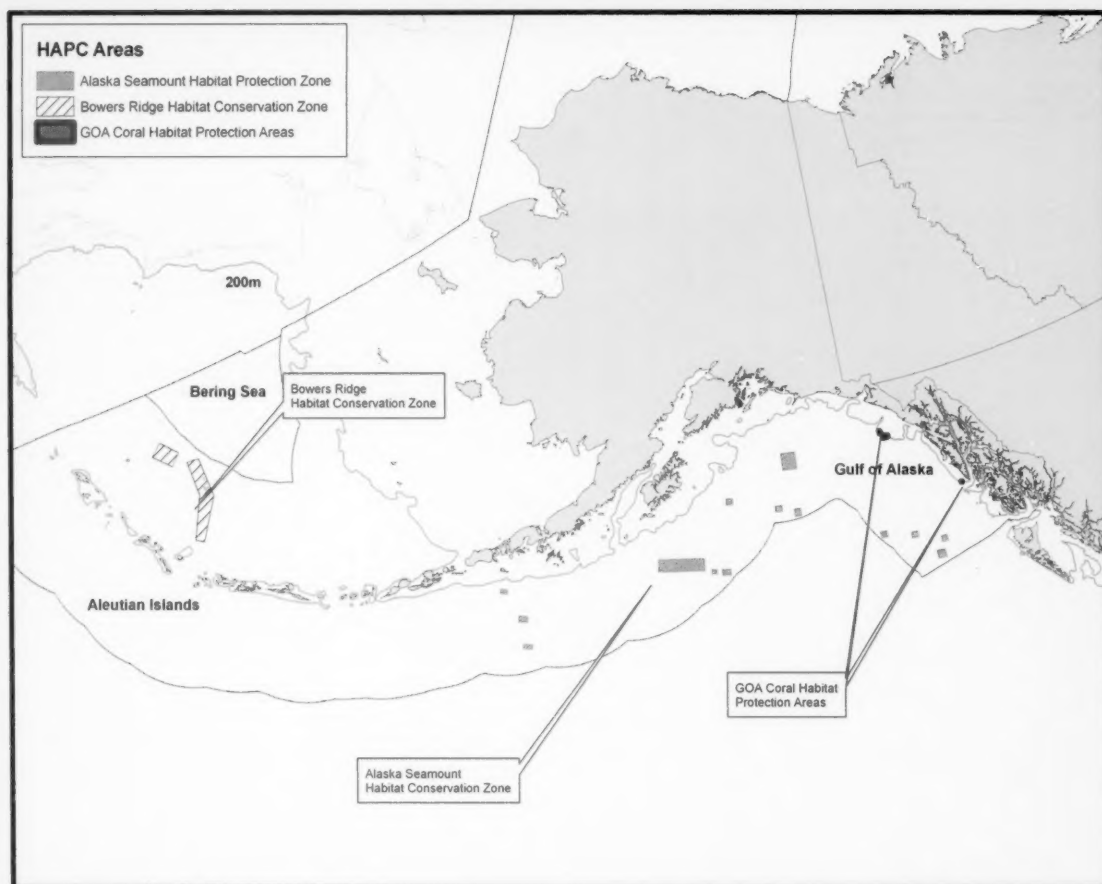 HAPC Areas
Alaska Seamount Habitat Protection Zone
Bowers Ridge Habitat Conservation Zone
GOA Coral Habitat Protection Areas
200m
Bering Sea
Bowers Ridge
Habitat Conservation Zone
Gulf of Alaska
Aleutian Islands
GOA Coral Habitat
Protection Areas
Alaska Seamount
Habitat Conservation Zone